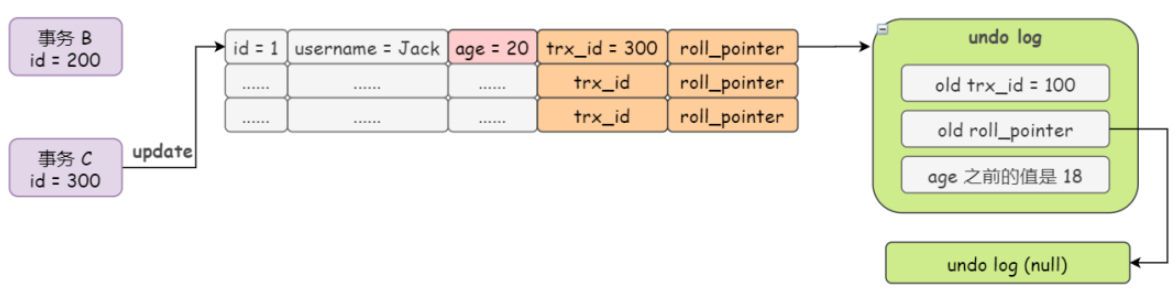 事务 B
id = 200
事务 C
id = 300
update
id = 1 username = Jack age = 20 trx_id = 300 roll_pointer
...... ...... ...... trx_id roll_pointer
...... ...... ...... trx_id roll_pointer
undo log
old trx_id = 100
old roll_pointer
age 之前的值是 18
undo log (null)